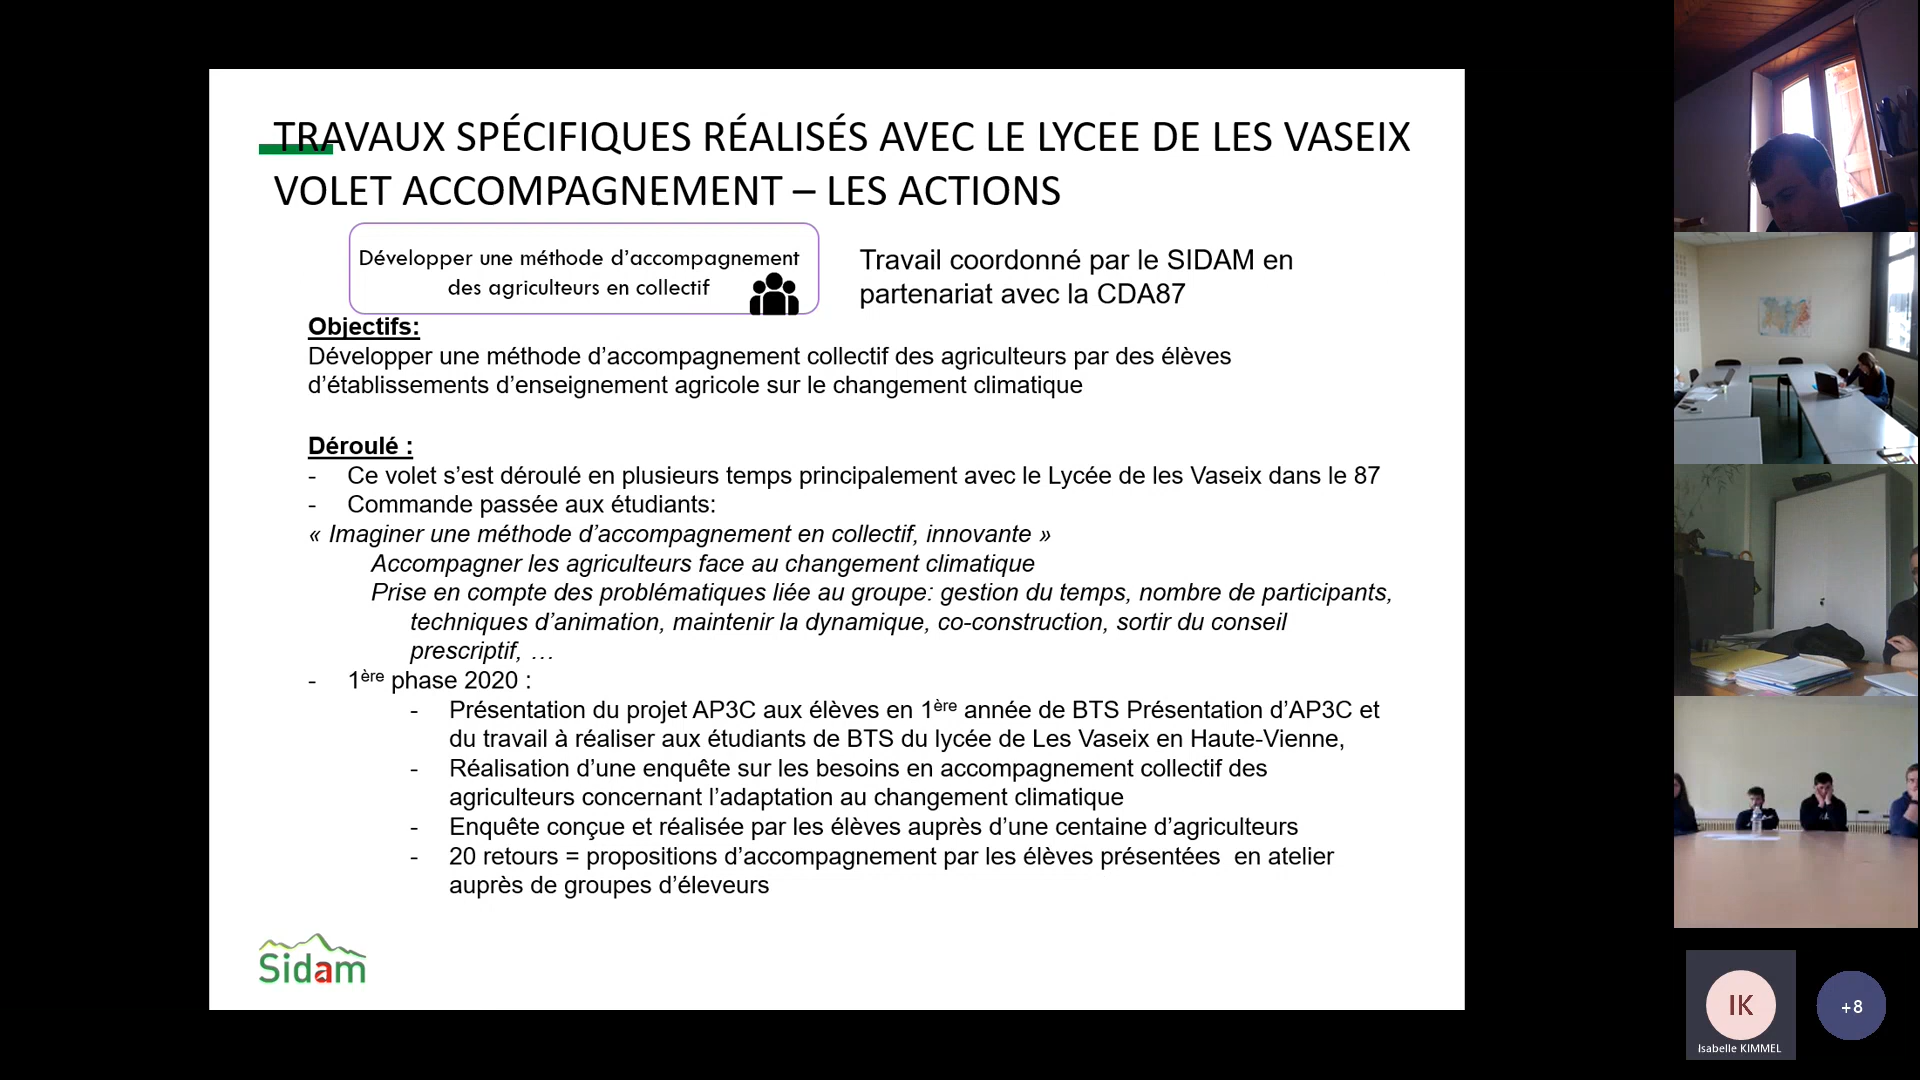 TRAVAUX SPÉCIFIQUES RÉALISÉS AVEC LE LYCEE DE LES VASEIX
VOLET ACCOMPAGNEMENT – LES ACTIONS
Développer une méthode d’accompagnement
des agriculteurs en collectif
Travail coordonné par le SIDAM en
partenariat avec la CDA87
Objectifs:
Développer une méthode d’accompagnement collectif des agriculteurs par des élèves
d’établissements d’enseignement agricole sur le changement climatique
Déroulé :
- Ce volet s’est déroulé en plusieurs temps principalement avec le Lycée de les Vaseix dans le 87
- Commande passée aux étudiants:
« Imaginer une méthode d’accompagnement en collectif, innovante »
Accompagner les agriculteurs face au changement climatique
Prise en compte des problématiques liée au groupe: gestion du temps, nombre de participants,
techniques d’animation, maintenir la dynamique, co-construction, sortir du conseil
prescriptif, …
- 1ère phase 2020 :
- Présentation du projet AP3C aux élèves en 1ère année de BTS Présentation d’AP3C et
du travail à réaliser aux étudiants de BTS du lycée de Les Vaseix en Haute-Vienne,
- Réalisation d’une enquête sur les besoins en accompagnement collectif des
agriculteurs concernant l’adaptation au changement climatique
- Enquête conçue et réalisée par les élèves auprès d’une centaine d’agriculteurs
- 20 retours = propositions d’accompagnement par les élèves présentées en atelier
auprès de groupes d’éleveurs
Sidam
IK
Isabelle KIMMEL
+8